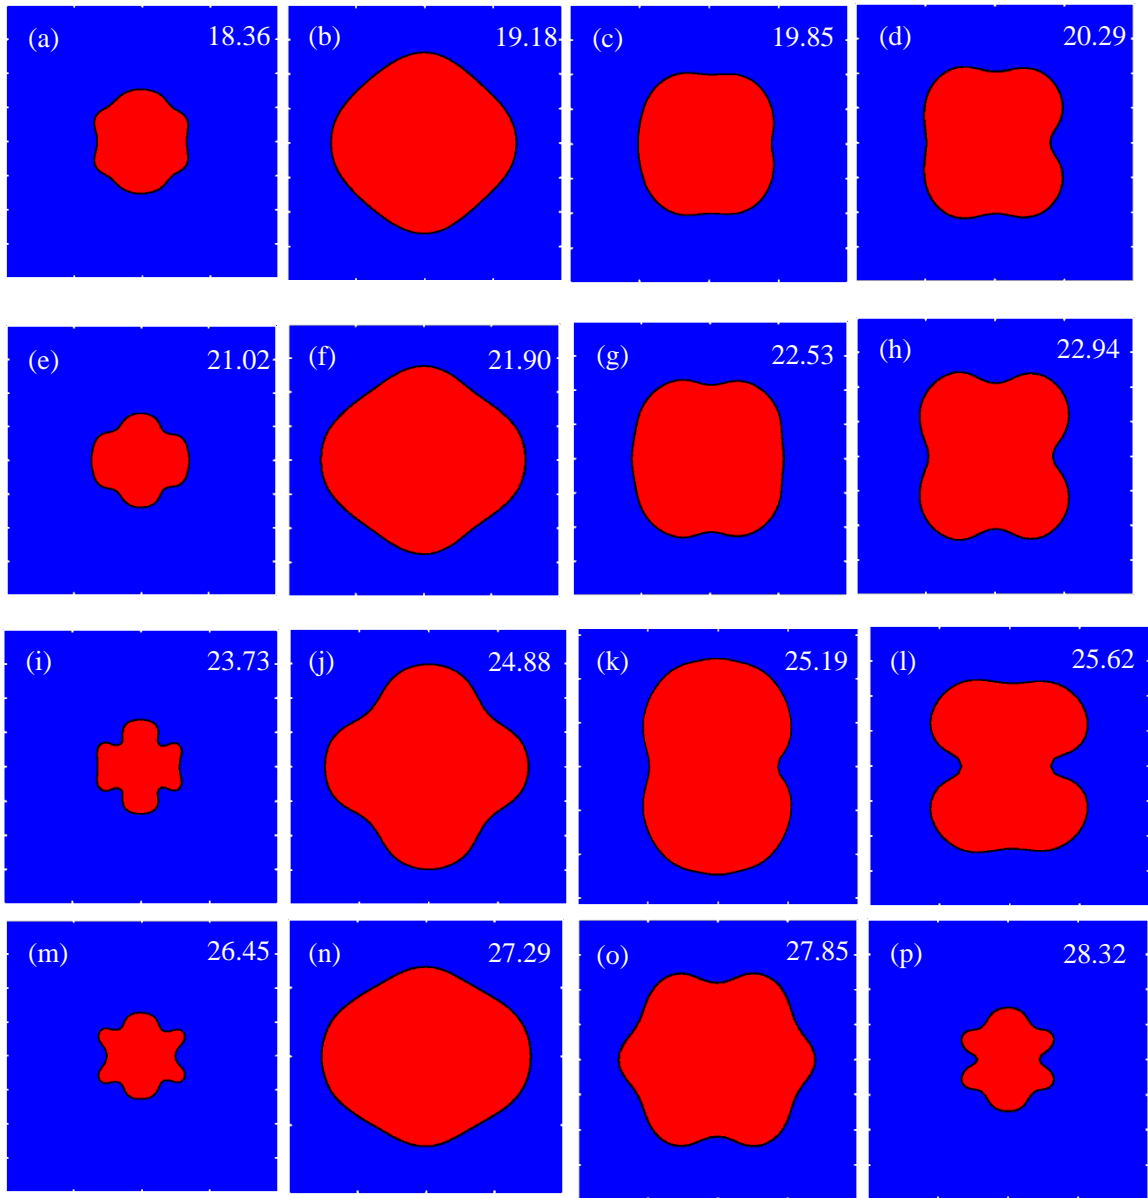 (a) 18.36 (b) 19.18 (c) 19.85 (d) 20.29
(e) 21.02 (f) 21.90 (g) 22.53 (h) 22.94
(i) 23.73 (j) 24.88 (k) 25.19 (l) 25.62
(m) 26.45 (n) 27.29 (o) 27.85 (p) 28.32